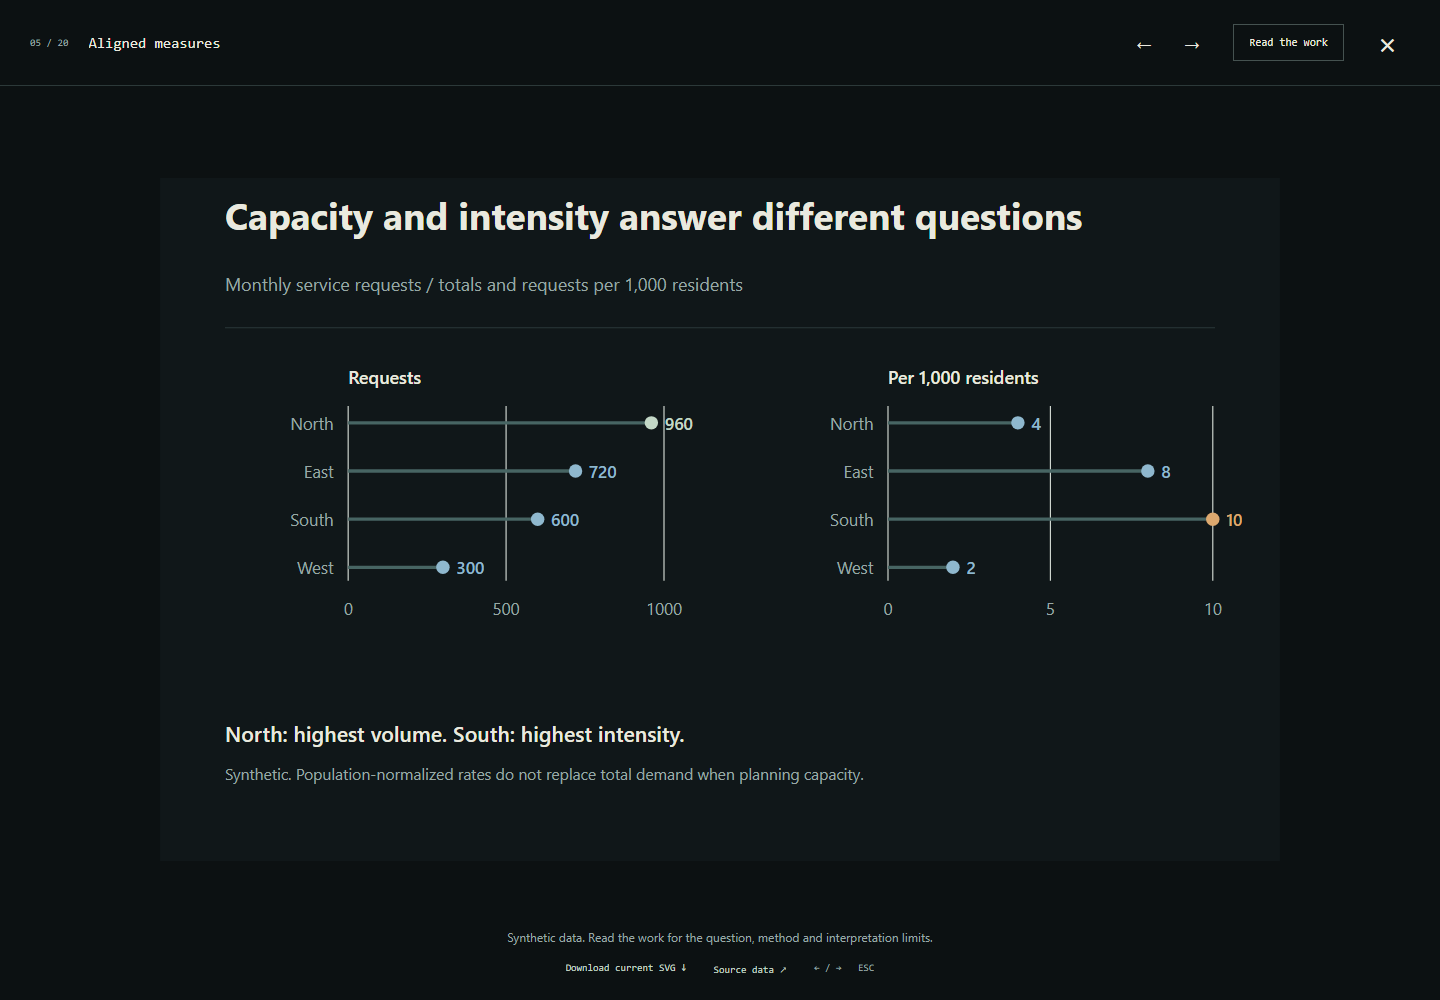 05 / 20 Aligned measures
← → Read the work ✕
Capacity and intensity answer different questions
Monthly service requests / totals and requests per 1,000 residents
Requests
North 960
East 720
South 600
West 300
0 500 1000
Per 1,000 residents
North 4
East 8
South 10
West 2
0 5 10
North: highest volume. South: highest intensity.
Synthetic. Population-normalized rates do not replace total demand when planning capacity.
Synthetic data. Read the work for the question, method and interpretation limits.
Download current SVG ↓ Source data ↗ ← / → ESC